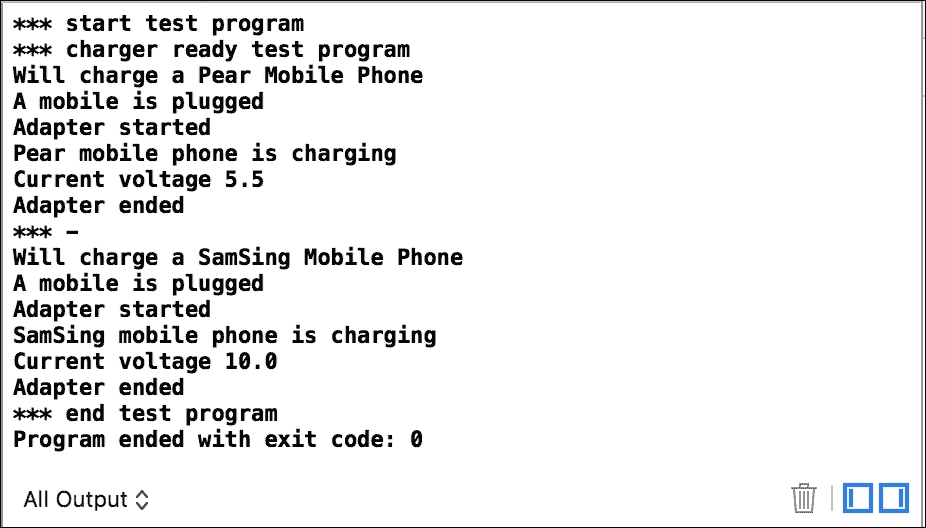 *** start test program
*** charger ready test program
Will charge a Pear Mobile Phone
A mobile is plugged
Adapter started
Pear mobile phone is charging
Current voltage 5.5
Adapter ended
*** -
Will charge a SamSing Mobile Phone
A mobile is plugged
Adapter started
SamSing mobile phone is charging
Current voltage 10.0
Adapter ended
*** end test program
Program ended with exit code: 0
All Output